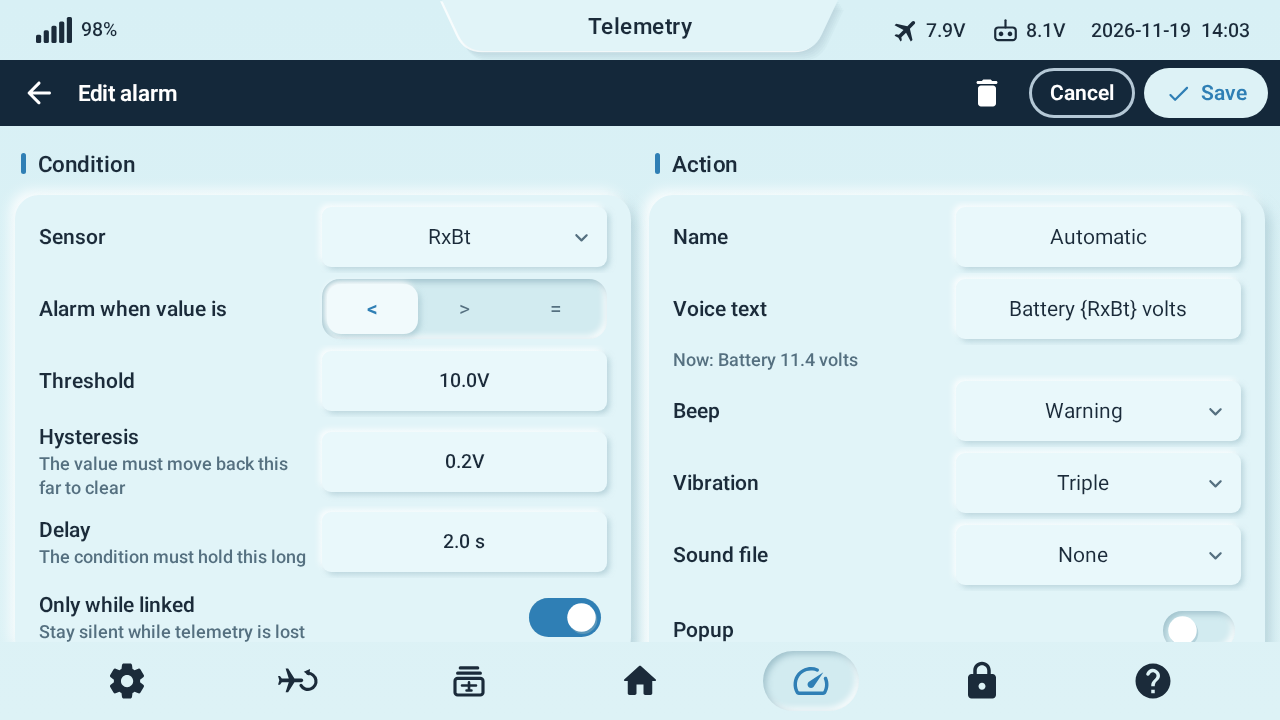 98%
Telemetry
7.9V
8.1V
2026-11-19 14:03
Edit alarm
Cancel
Save
Condition
Sensor
RxBt
Alarm when value is
<
>
=
Threshold
10.0V
Hysteresis
The value must move back this
far to clear
0.2V
Delay
The condition must hold this long
2.0 s
Only while linked
Stay silent while telemetry is lost
Action
Name
Automatic
Voice text
Battery {RxBt} volts
Now: Battery 11.4 volts
Beep
Warning
Vibration
Triple
Sound file
None
Popup